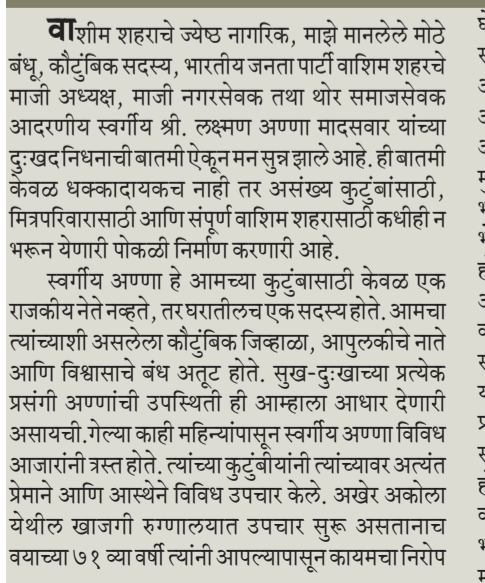 वाशीम शहराचे ज्येष्ठ नागरिक, माझे मानलेले मोठे
बंधू, कौटुंबिक सदस्य, भारतीय जनता पार्टी वाशिम शहरचे
माजी अध्यक्ष, माजी नगरसेवक तथा थोर समाजसेवक
आदरणीय स्वर्गीय श्री. लक्ष्मण अण्णा मादसवार यांच्या
दुःखद निधनाची बातमी ऐकून मन सुन्न झाले आहे. ही बातमी
केवळ धक्कादायकच नाही तर असंख्य कुटुंबांसाठी,
मित्रपरिवारासाठी आणि संपूर्ण वाशिम शहरासाठी कधीही न
भरून येणारी पोकळी निर्माण करणारी आहे.
स्वर्गीय अण्णा हे आमच्या कुटुंबासाठी केवळ एक
राजकीय नेते नव्हते, तर घरातीलच एक सदस्य होते. आमचा
त्यांच्याशी असलेला कौटुंबिक जिव्हाळा, आपुलकीचे नाते
आणि विश्वासाचे बंध अतूट होते. सुख-दुःखाच्या प्रत्येक
प्रसंगी अण्णांची उपस्थिती ही आम्हाला आधार देणारी
असायची.गेल्या काही महिन्यांपासून स्वर्गीय अण्णा विविध
आजारांनी त्रस्त होते. त्यांच्या कुटुंबीयांनी त्यांच्यावर अत्यंत
प्रेमाने आणि आस्थेने विविध उपचार केले. अखेर अकोला
येथील खाजगी रुग्णालयात उपचार सुरू असतानाच
वयाच्या ७१ व्या वर्षी त्यांनी आपल्यापासून कायमचा निरोप